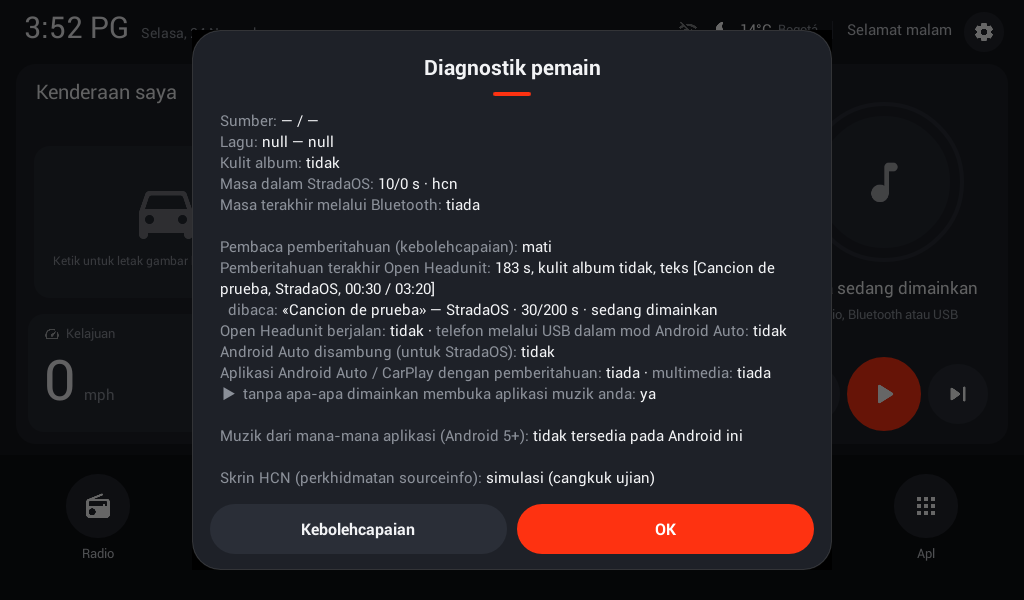 3:52 PG
Selasa,
14°C Bogotá
Selamat malam
Diagnostik pemain
Kenderaan saya
Sumber: — / —
Lagu: null — null
Kulit album: tidak
Masa dalam StradaOS: 10/0 s · hcn
Masa terakhir melalui Bluetooth: tiada
Pembaca pemberitahuan (kebolehcapaian): mati
Pemberitahuan terakhir Open Headunit: 183 s, kulit album tidak, teks [Cancion de
prueba, StradaOS, 00:30 / 03:20]
dibaca: «Cancion de prueba» — StradaOS · 30/200 s · sedang dimainkan
Open Headunit berjalan: tidak · telefon melalui USB dalam mod Android Auto: tidak
Android Auto disambung (untuk StradaOS): tidak
Aplikasi Android Auto / CarPlay dengan pemberitahuan: tiada · multimedia: tiada
▶ tanpa apa-apa dimainkan membuka aplikasi muzik anda: ya
Muzik dari mana-mana aplikasi (Android 5+): tidak tersedia pada Android ini
Skrin HCN (perkhidmatan sourceinfo): simulasi (cangkuk ujian)
Kebolehcapaian
OK
Ketik untuk letak gambar
Kelajuan
0 mph
sedang dimainkan
Bluetooth atau USB
Radio
Apl